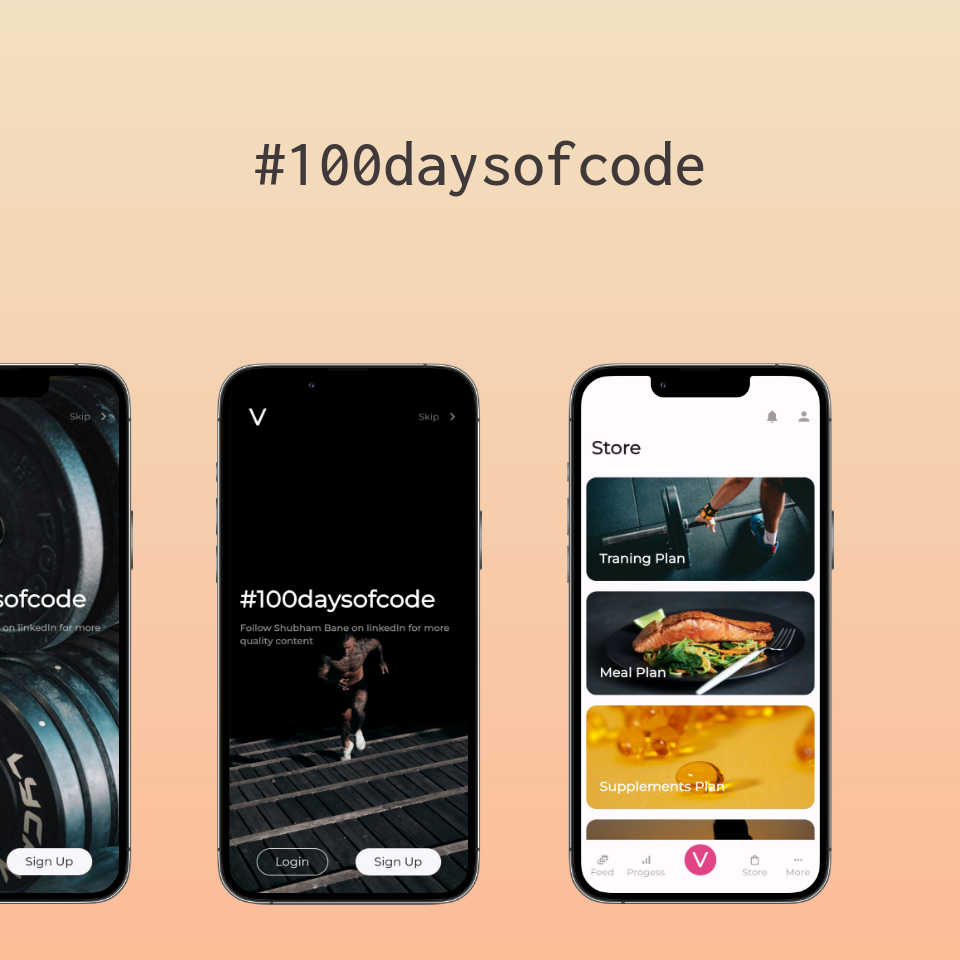 #100daysofcode
Skip
sofcode
on linkedIn for more
Sign Up
V
Skip
#100daysofcode
Follow Shubham Bane on linkedIn for more
quality content
Login
Sign Up
Store
Traning Plan
Meal Plan
Supplements Plan
Feed
Progess
V
Store
More